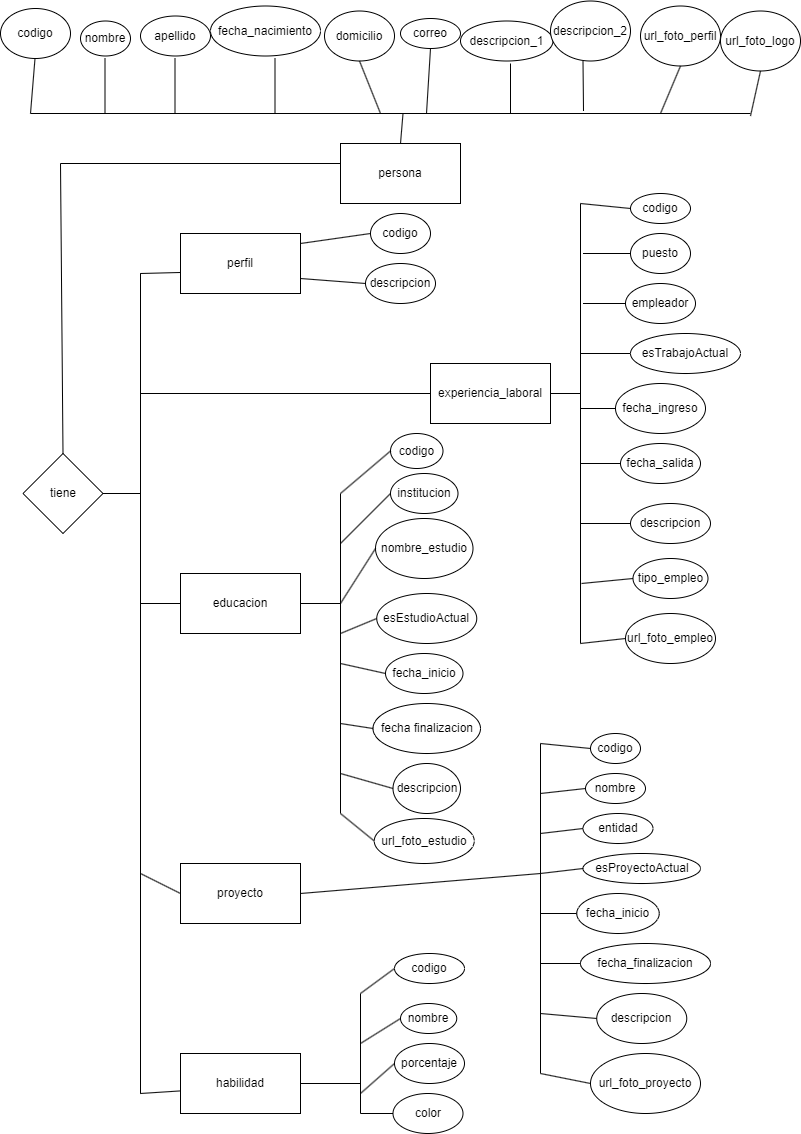 codigo
nombre
apellido
fecha_nacimiento
domicilio
correo
descripcion_1
descripcion_2
url_foto_perfil
url_foto_logo
persona
perfil
codigo
descripcion
codigo
puesto
empleador
esTrabajoActual
experiencia_laboral
fecha_ingreso
fecha_salida
descripcion
tipo_empleo
url_foto_empleo
tiene
codigo
institucion
nombre_estudio
educacion
esEstudioActual
fecha_inicio
fecha finalizacion
descripcion
url_foto_estudio
proyecto
codigo
nombre
entidad
esProyectoActual
fecha_inicio
fecha_finalizacion
descripcion
url_foto_proyecto
habilidad
codigo
nombre
porcentaje
color